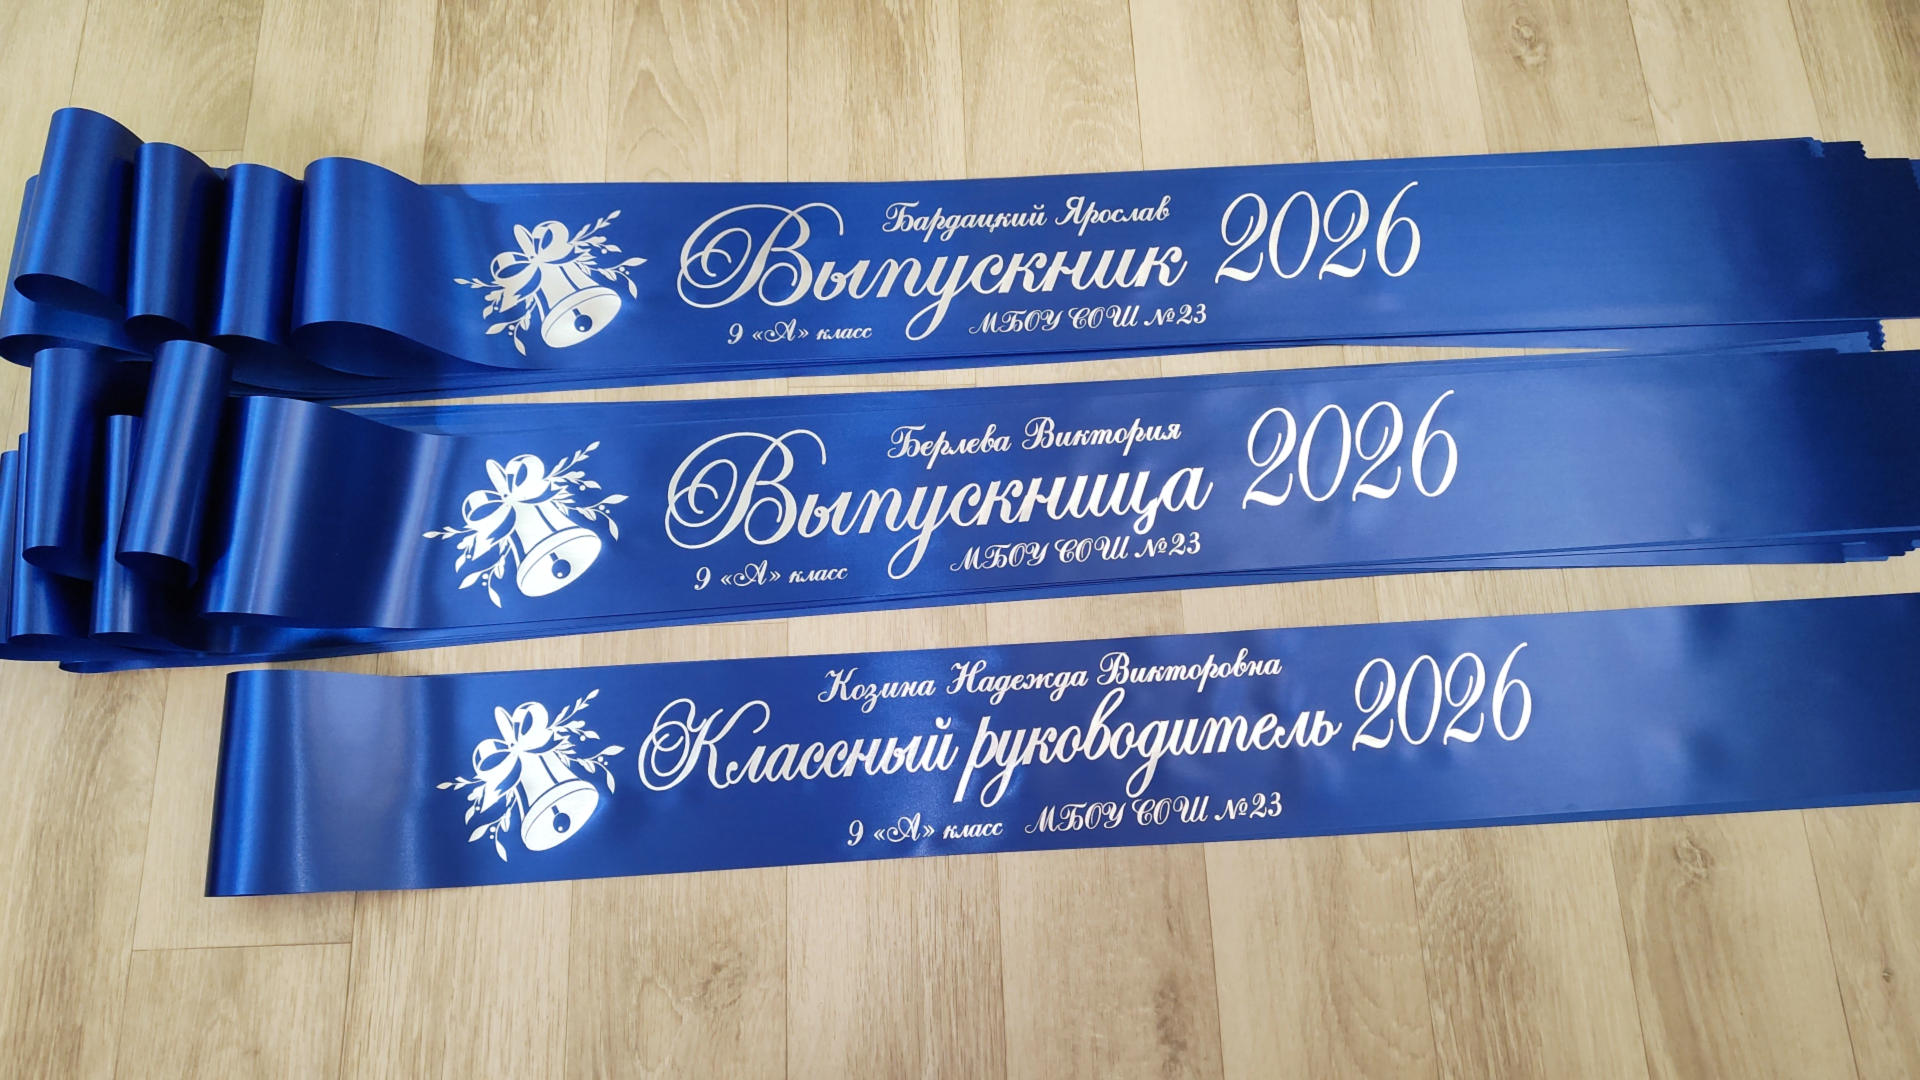 Бардацкий Ярослав
Выпускник 2026
9 «А» класс МБОУ СОШ №23
Берлева Виктория
Выпускница 2026
9 «А» класс МБОУ СОШ №23
Козина Надежда Викторовна
Классный руководитель 2026
9 «А» класс МБОУ СОШ №23